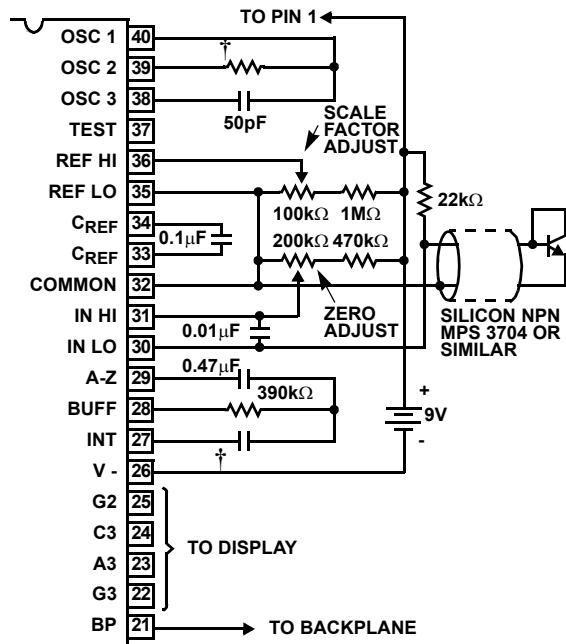 TO PIN 1
OSC 1 40
OSC 2 39
†
OSC 3 38
50pF
TEST 37
SCALE
FACTOR
ADJUST
REF HI 36
REF LO 35
100kΩ 1MΩ
22kΩ
CREF 34
0.1µF
CREF 33
200kΩ 470kΩ
COMMON 32
IN HI 31
ZERO
ADJUST
SILICON NPN
MPS 3704 OR
SIMILAR
0.01µF
IN LO 30
0.47µF
A-Z 29
390kΩ
BUFF 28
+
9V
-
INT 27
†
V - 26
G2 25
C3 24
TO DISPLAY
A3 23
G3 22
BP 21
TO BACKPLANE